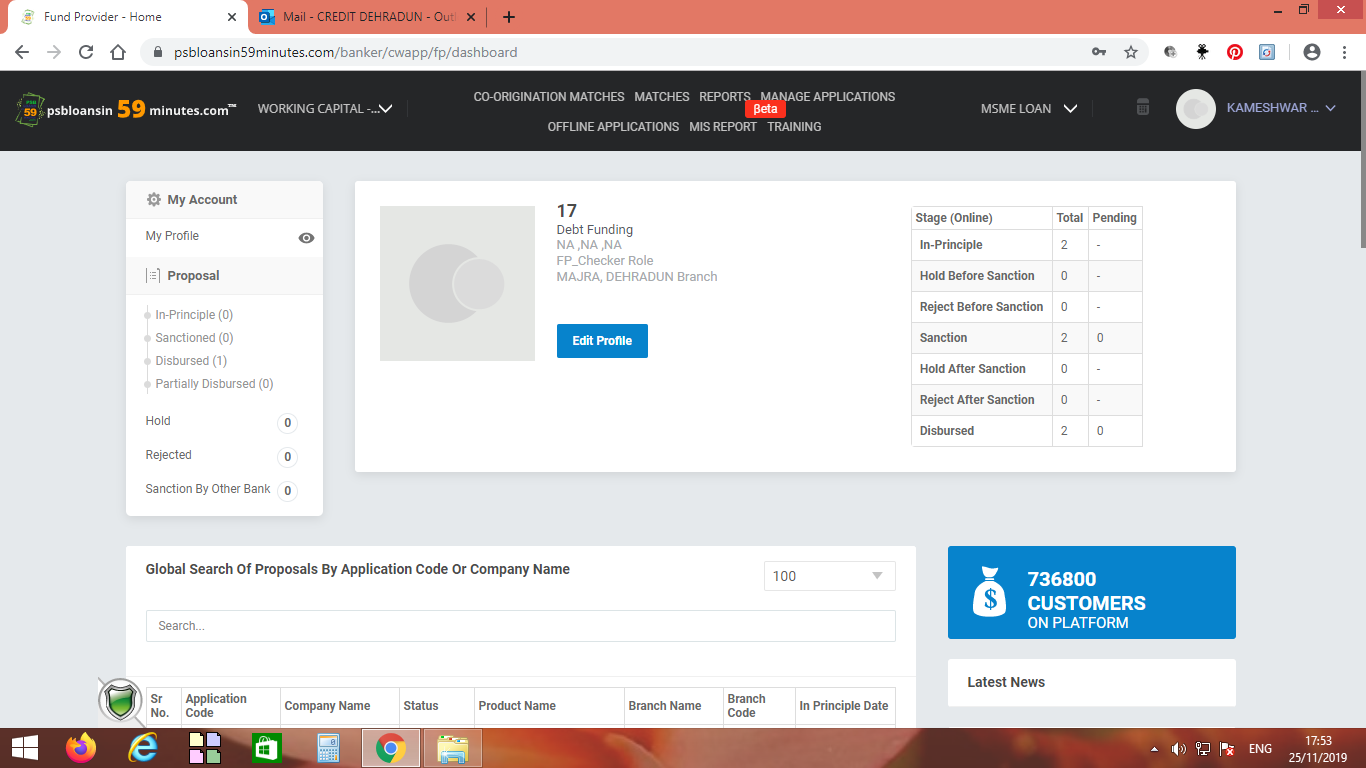 Fund Provider - Home
Mail - CREDIT DEHRADUN - Outl
psbloansin59minutes.com/banker/cwapp/fp/dashboard
PSB
59
psbloansin 59 minutes.com™
WORKING CAPITAL -...
CO-ORIGINATION MATCHES MATCHES REPORTS MANAGE APPLICATIONS
βeta
OFFLINE APPLICATIONS MIS REPORT TRAINING
MSME LOAN
KAMESHWAR ...
My Account
My Profile
Proposal
In-Principle (0)
Sanctioned (0)
Disbursed (1)
Partially Disbursed (0)
Hold 0
Rejected 0
Sanction By Other Bank 0
17
Debt Funding
NA ,NA ,NA
FP_Checker Role
MAJRA, DEHRADUN Branch
Edit Profile
Stage (Online) Total Pending
In-Principle 2 -
Hold Before Sanction 0 -
Reject Before Sanction 0 -
Sanction 2 0
Hold After Sanction 0 -
Reject After Sanction 0 -
Disbursed 2 0
Global Search Of Proposals By Application Code Or Company Name
100
Search...
Sr No. Application Code Company Name Status Product Name Branch Name Branch Code In Principle Date
736800
CUSTOMERS
ON PLATFORM
Latest News
ENG
17:53
25/11/2019